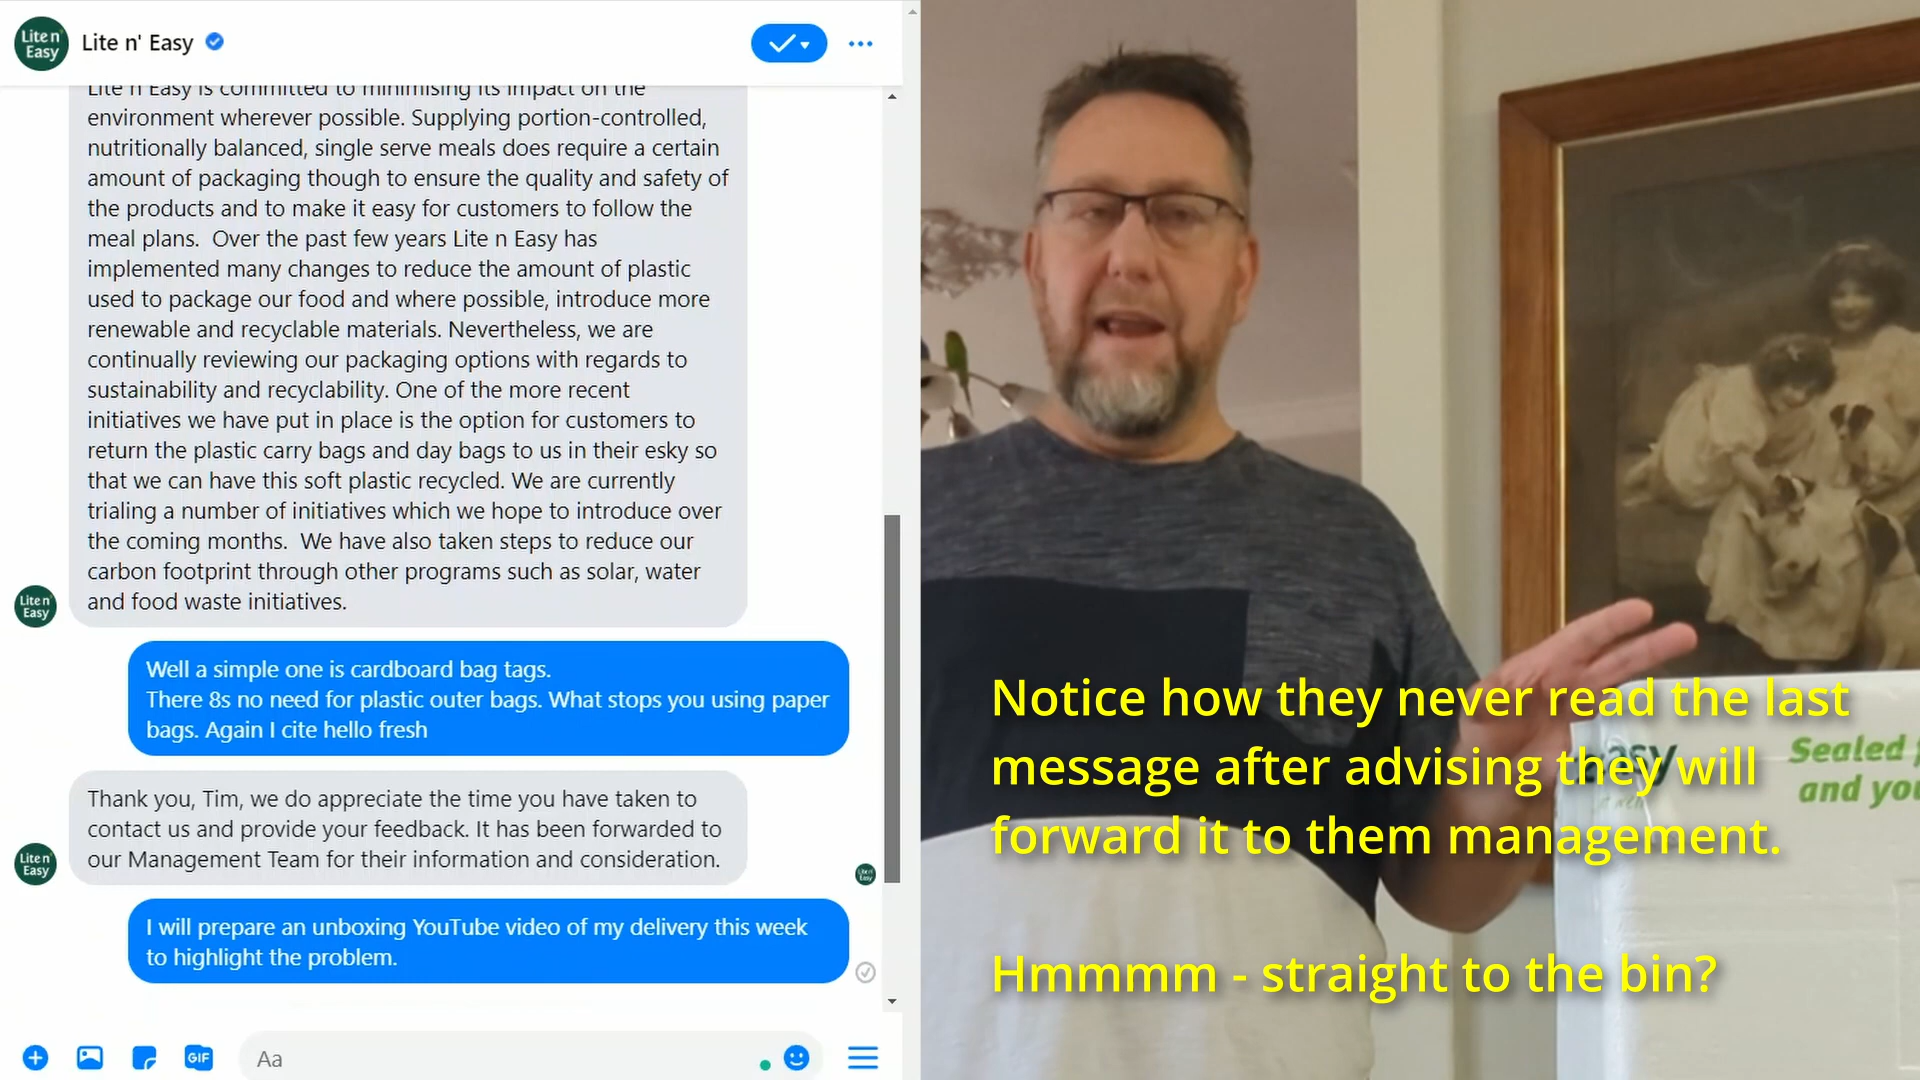 Lite n' Easy
Lite n' Easy
Lite n Easy is committed to minimising its impact on the
environment wherever possible. Supplying portion-controlled,
nutritionally balanced, single serve meals does require a certain
amount of packaging though to ensure the quality and safety of
the products and to make it easy for customers to follow the
meal plans.  Over the past few years Lite n Easy has
implemented many changes to reduce the amount of plastic
used to package our food and where possible, introduce more
renewable and recyclable materials. Nevertheless, we are
continually reviewing our packaging options with regards to
sustainability and recyclability. One of the more recent
initiatives we have put in place is the option for customers to
return the plastic carry bags and day bags to us in their esky so
that we can have this soft plastic recycled. We are currently
trialing a number of initiatives which we hope to introduce over
the coming months.  We have also taken steps to reduce our
carbon footprint through other programs such as solar, water
and food waste initiatives.
Lite n' Easy
Well a simple one is cardboard bag tags.
There 8s no need for plastic outer bags. What stops you using paper
bags. Again I cite hello fresh
Thank you, Tim, we do appreciate the time you have taken to
contact us and provide your feedback. It has been forwarded to
our Management Team for their information and consideration.
Lite n' Easy
I will prepare an unboxing YouTube video of my delivery this week
to highlight the problem.
GIF
Aa
Notice how they never read the last
message after advising they will
forward it to them management.
Hmmmm - straight to the bin?
Sealed
and you